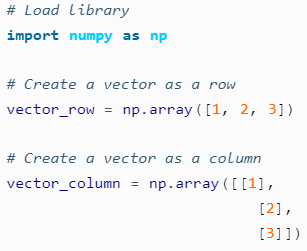 # Load library
import numpy as np
# Create a vector as a row
vector_row = np.array([1, 2, 3])
# Create a vector as a column
vector_column = np.array([[1],
[2],
[3]])